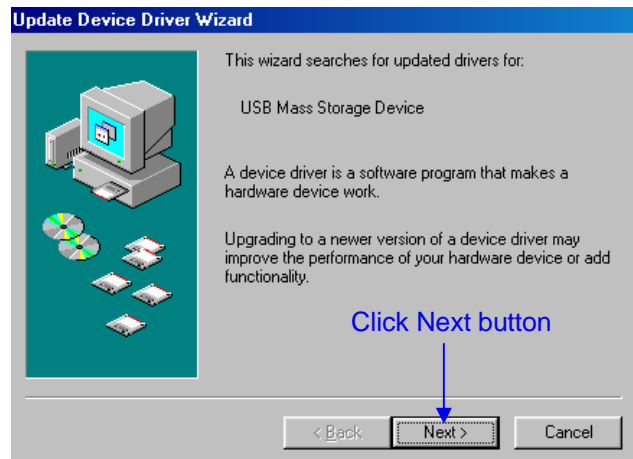 Update Device Driver Wizard
This wizard searches for updated drivers for:
USB Mass Storage Device
A device driver is a software program that makes a
hardware device work.
Upgrading to a newer version of a device driver may
improve the performance of your hardware device or add
functionality.
Click Next button
< Back Next > Cancel